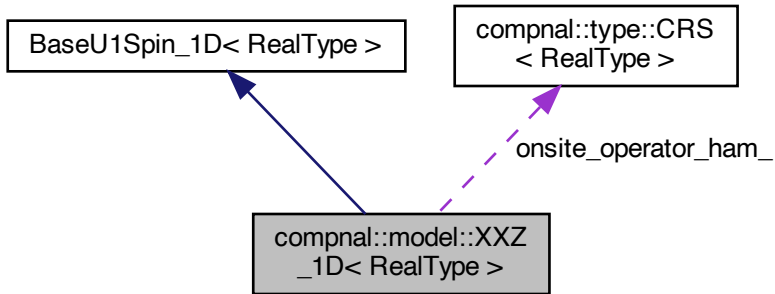 BaseU1Spin_1D< RealType >
compnal::type::CRS
< RealType >
onsite_operator_ham_
compnal::model::XXZ
_1D< RealType >